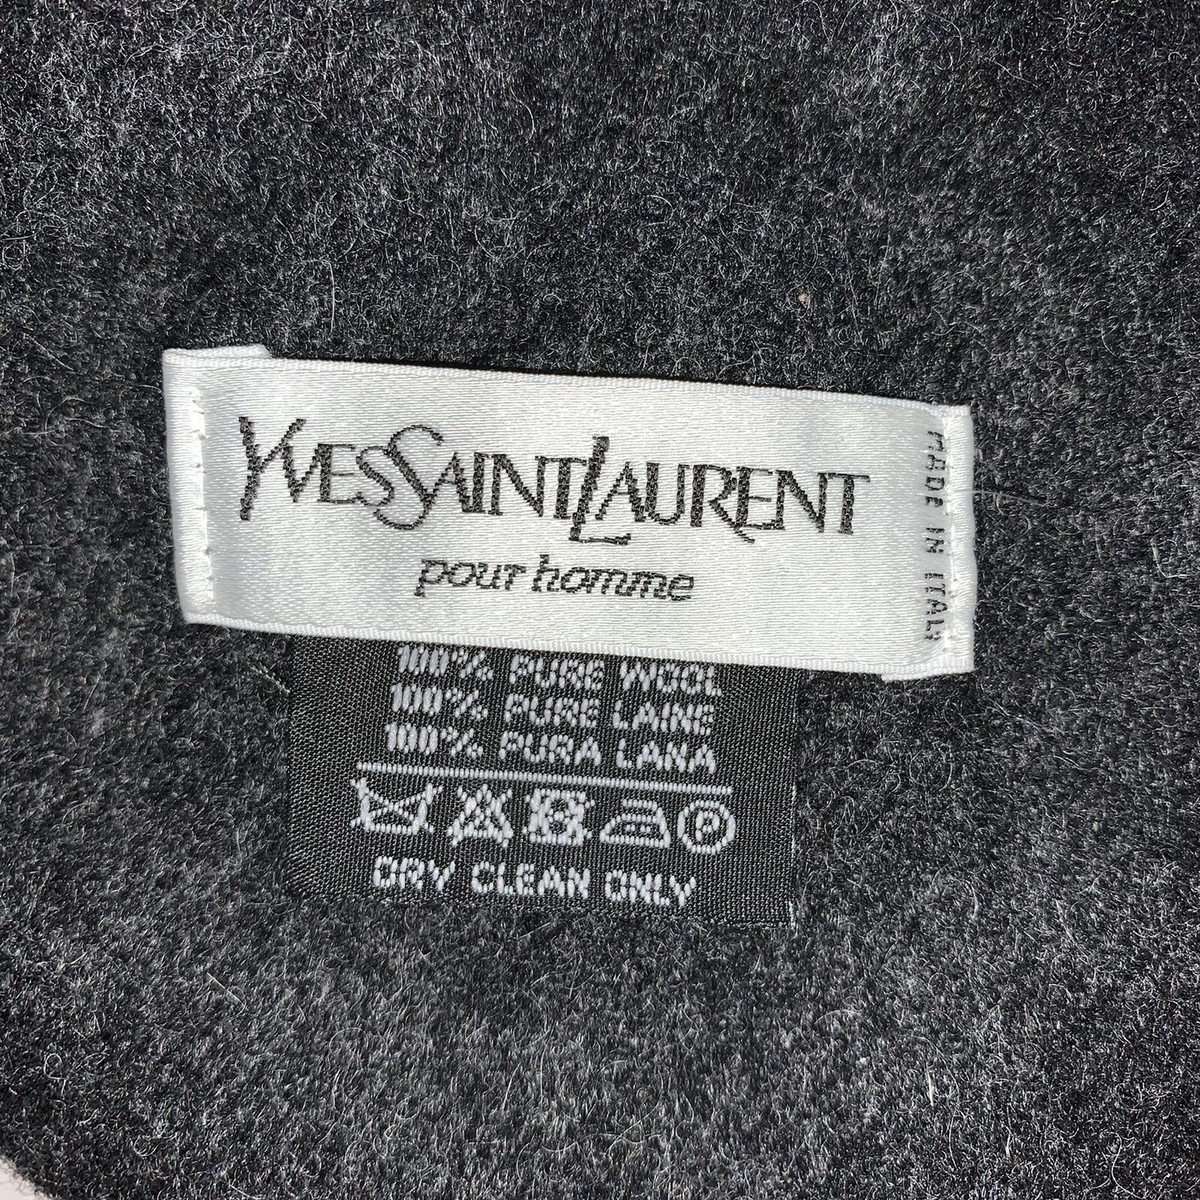 YVESSAINTLAURENT
pour homme
MADE IN ITALY
100% PURE WOOL
100% PURE LAINE
100% PURA LANA
P
DRY CLEAN ONLY